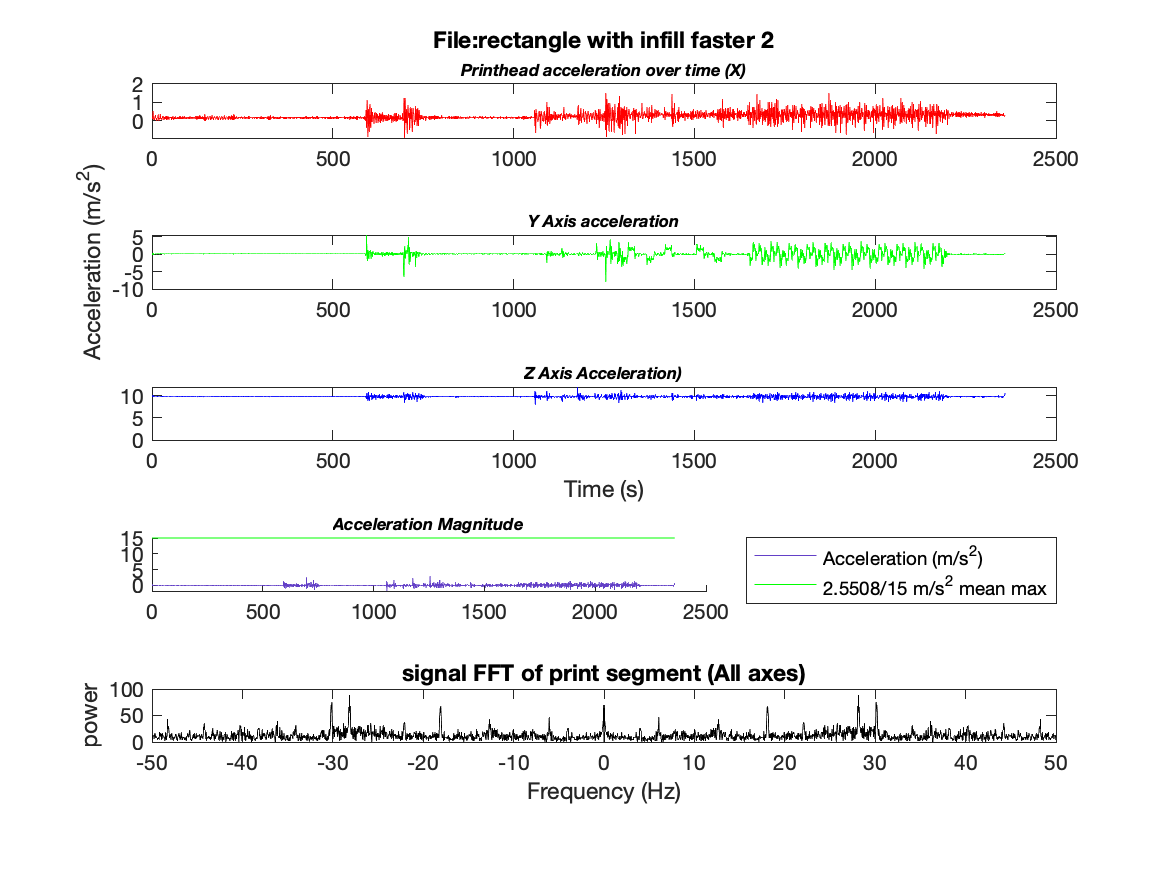 File:rectangle with infill faster 2
Printhead acceleration over time (X)
2
1
0
0 500 1000 1500 2000 2500
Acceleration (m/s²)
Y Axis acceleration
5
0
-5
-10
0 500 1000 1500 2000 2500
Z Axis Acceleration)
10
5
0
0 500 1000 1500 2000 2500
Time (s)
Acceleration Magnitude
15
10
5
0
0 500 1000 1500 2000 2500
Acceleration (m/s²)
2.5508/15 m/s² mean max
signal FFT of print segment (All axes)
power
100
50
0
-50 -40 -30 -20 -10 0 10 20 30 40 50
Frequency (Hz)